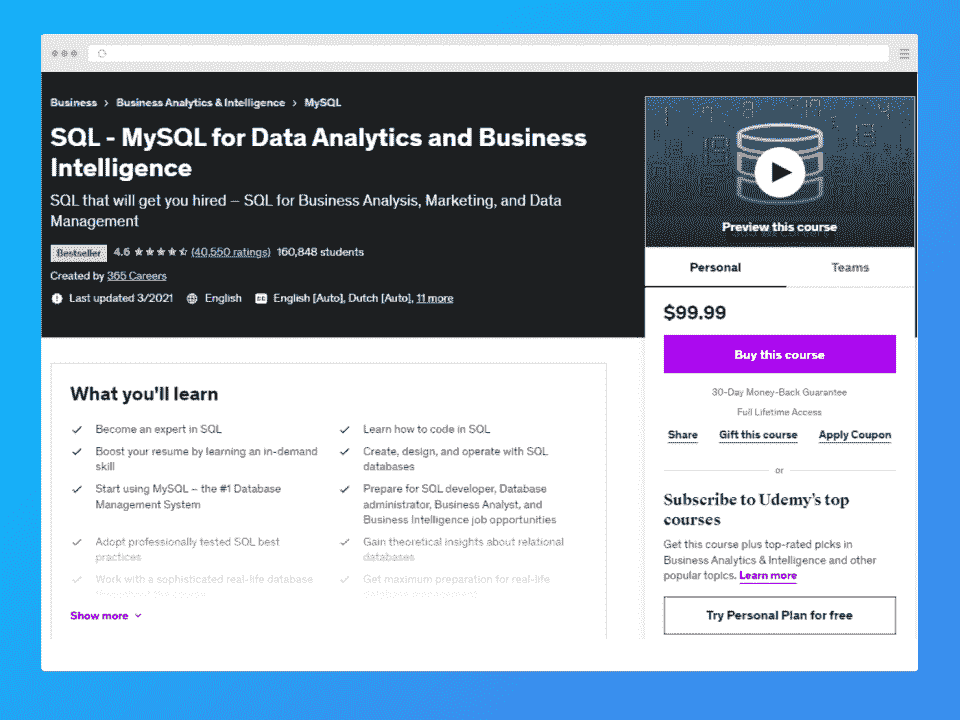 Business > Business Analytics & Intelligence > MySQL
SQL - MySQL for Data Analytics and Business
Intelligence
SQL that will get you hired – SQL for Business Analysis, Marketing, and Data
Management
Bestseller 4.6 (40,550 ratings) 160,848 students
Created by 365 Careers
Last updated 3/2021 English English [Auto], Dutch [Auto], 11 more
Preview this course
Personal Teams
$99.99
Buy this course
30-Day Money-Back Guarantee
Full Lifetime Access
Share Gift this course Apply Coupon
or
Subscribe to Udemy's top
courses
Get this course plus top-rated picks in
Business Analytics & Intelligence and other
popular topics. Learn more
Try Personal Plan for free
What you'll learn
Become an expert in SQL
Boost your resume by learning an in-demand
skill
Start using MySQL – the #1 Database
Management System
Adopt professionally tested SQL best
practices
Work with a sophisticated real-life database
throughout the course
Learn how to code in SQL
Create, design, and operate with SQL
databases
Prepare for SQL developer, Database
administrator, Business Analyst, and
Business Intelligence job opportunities
Gain theoretical insights about relational
databases
Get maximum preparation for real-life
database management
Show more